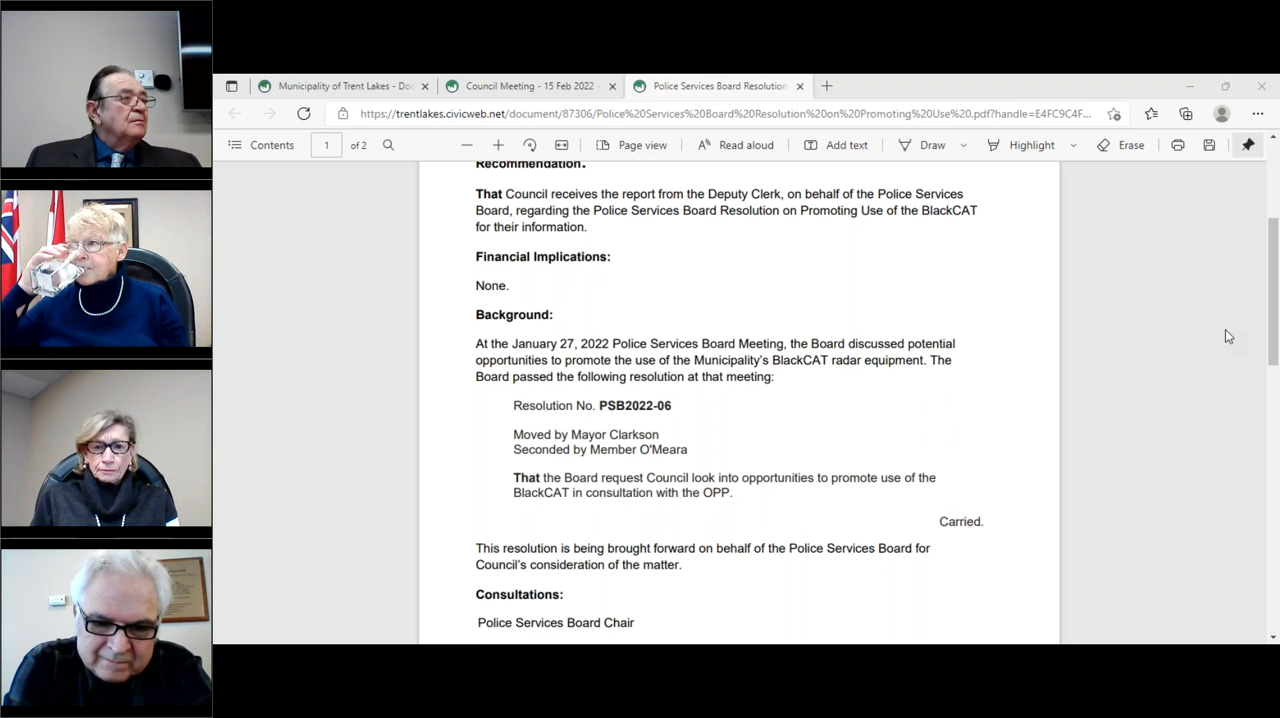 Municipality of Trent Lakes - Doc
Council Meeting - 15 Feb 2022 -
Police Services Board Resolution
https://trentlakes.civicweb.net/document/87306/Police%20Services%20Board%20Resolution%20on%20Promoting%20Use%20.pdf?handle=E4FC9C4F...
Contents
1 of 2
Page view
Read aloud
Add text
Draw
Highlight
Erase
Recommendation:
That Council receives the report from the Deputy Clerk, on behalf of the Police Services
Board, regarding the Police Services Board Resolution on Promoting Use of the BlackCAT
for their information.
Financial Implications:
None.
Background:
At the January 27, 2022 Police Services Board Meeting, the Board discussed potential
opportunities to promote the use of the Municipality's BlackCAT radar equipment. The
Board passed the following resolution at that meeting:
Resolution No. PSB2022-06
Moved by Mayor Clarkson
Seconded by Member O'Meara
That the Board request Council look into opportunities to promote use of the
BlackCAT in consultation with the OPP.
Carried.
This resolution is being brought forward on behalf of the Police Services Board for
Council's consideration of the matter.
Consultations:
Police Services Board Chair